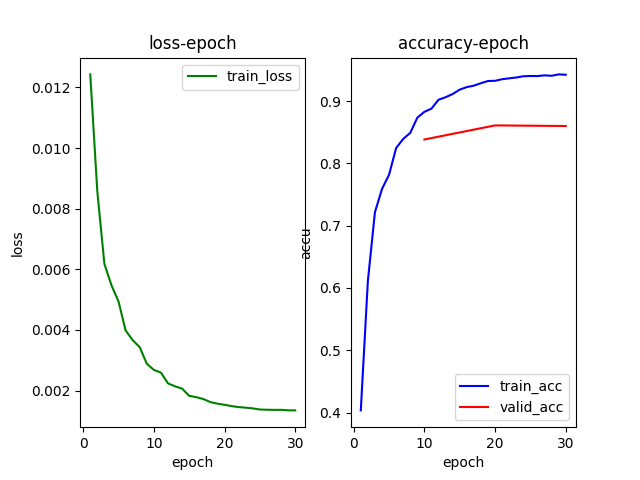 loss-epoch
train_loss
0.012
0.010
0.008
0.006
0.004
0.002
loss
0
10
20
30
epoch
accuracy-epoch
0.9
0.8
0.7
0.6
0.5
0.4
accu
train_acc
valid_acc
0
10
20
30
epoch